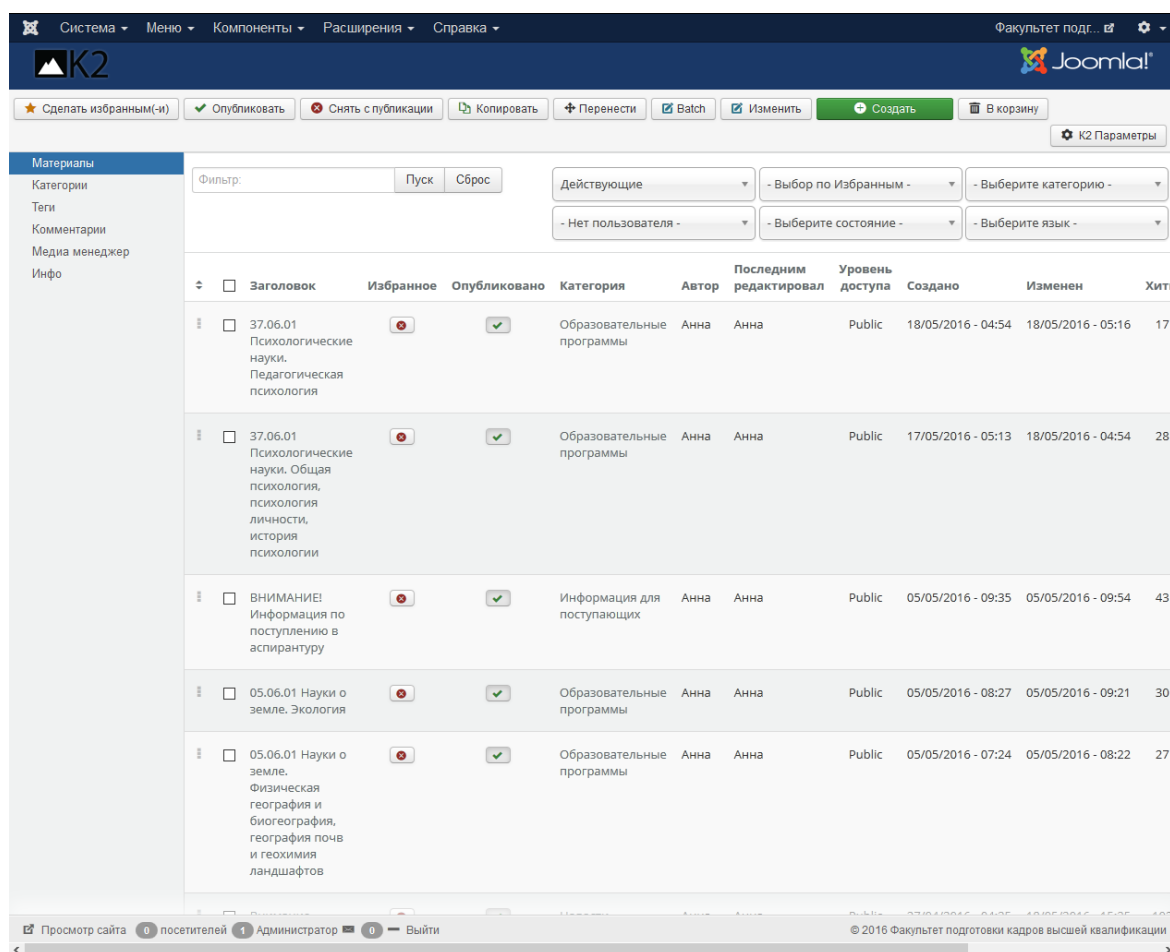 Система Меню Компоненты Расширения Справка Факультет подг...
K2 Joomla!®
Сделать избранным(-и) Опубликовать Снять с публикации Копировать Перенести Batch Изменить Создать В корзину
K2 Параметры
Материалы
Категории
Теги
Комментарии
Медиа менеджер
Инфо
Фильтр: Пуск Сброс Действующие - Выбор по Избранным - - Выберите категорию -
- Нет пользователя - - Выберите состояние - - Выберите язык -
Заголовок Избранное Опубликовано Категория Автор Последним редактировал Уровень доступа Создано Изменен Хит
37.06.01 Образовательные Анна Анна Public 18/05/2016 - 04:54 18/05/2016 - 05:16 17
Психологические программы
науки.
Педагогическая
психология
37.06.01 Образовательные Анна Анна Public 17/05/2016 - 05:13 18/05/2016 - 04:54 28
Психологические программы
науки. Общая
психология,
психология
личности,
история
психологии
ВНИМАНИЕ! Информация для Анна Анна Public 05/05/2016 - 09:35 05/05/2016 - 09:54 43
Информация по поступающих
поступлению в
аспирантуру
05.06.01 Науки о Образовательные Анна Анна Public 05/05/2016 - 08:27 05/05/2016 - 09:21 30
земле. Экология программы
05.06.01 Науки о Образовательные Анна Анна Public 05/05/2016 - 07:24 05/05/2016 - 08:22 27
земле. программы
Физическая
география и
биогеография,
география почв
и геохимия
ландшафтов
Просмотр сайта 0 посетителей 1 Администратор 0 Выйти © 2016 Факультет подготовки кадров высшей квалификации